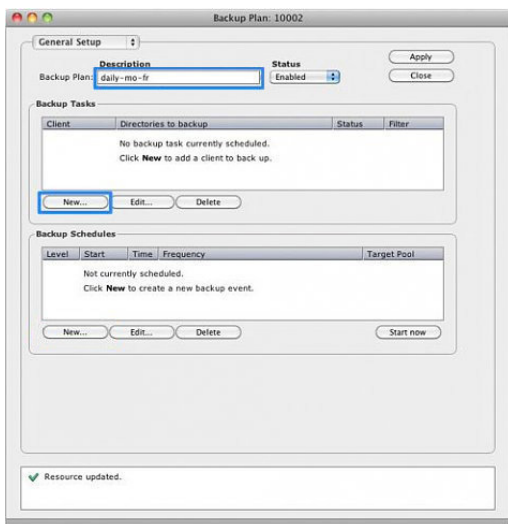 Backup Plan: 10002
General Setup
Description
Status
Apply
Backup Plan: daily-mo-fr
Enabled
Close
Backup Tasks
Client Directories to backup Status Filter
No backup task currently scheduled.
Click New to add a client to back up.
New... Edit... Delete
Backup Schedules
Level Start Time Frequency Target Pool
Not currently scheduled.
Click New to create a new backup event.
New... Edit... Delete Start now
Resource updated.